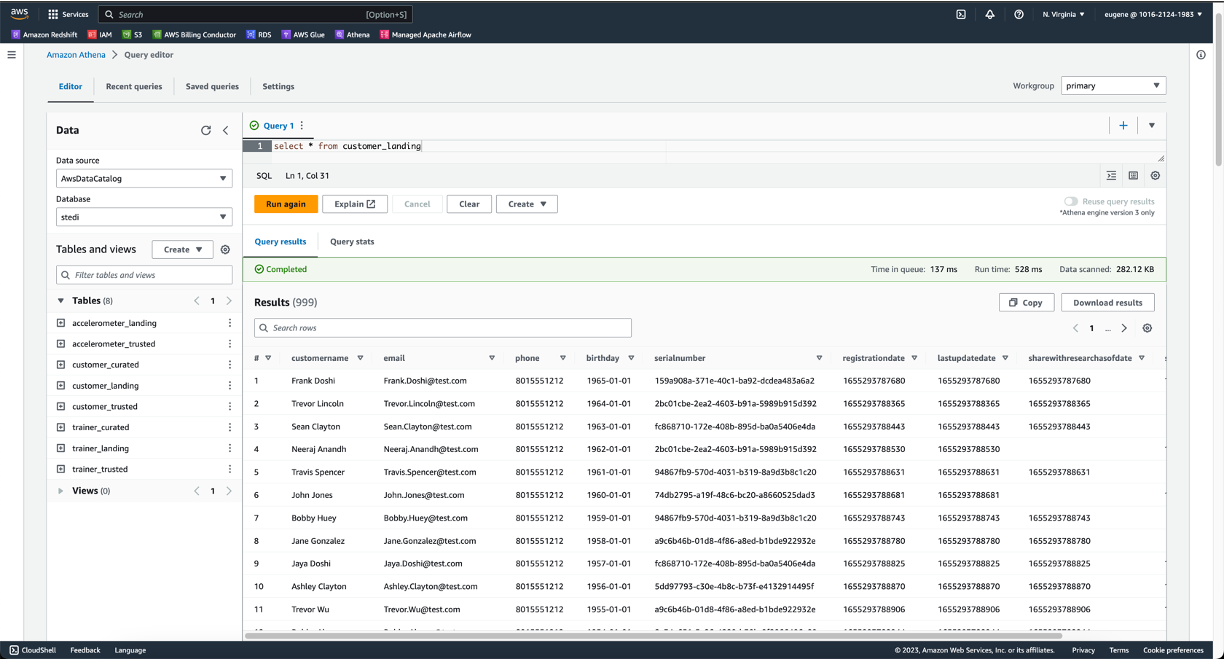 aws Services Search [Option+S] N. Virginia eugene @ 1016-2124-1983
Amazon Redshift IAM S3 AWS Billing Conductor RDS AWS Glue Athena Managed Apache Airflow
Amazon Athena Query editor
Editor Recent queries Saved queries Settings Workgroup primary
Data
Data source
AwsDataCatalog
Database
stedi
Tables and views Create
Filter tables and views
Tables (8) 1
accelerometer_landing
accelerometer_trusted
customer_curated
customer_landing
customer_trusted
trainer_curated
trainer_landing
trainer_trusted
Views (0) 1
Query 1
1 select * from customer_landing
SQL Ln 1, Col 31
Run again Explain Cancel Clear Create Reuse query results
*Athena engine version 3 only
Query results Query stats
Completed Time in queue: 137 ms Run time: 528 ms Data scanned: 282.12 KB
Results (999) Copy Download results
Search rows 1 ...
# customername email phone birthday serialnumber registrationdate lastupdatedate sharewithresearchasofdate
1 Frank Doshi Frank.Doshi@test.com 8015551212 1965-01-01 159a908a-371e-40c1-ba92-dcdea483a6a2 1655293787680 1655293787680 1655293787680
2 Trevor Lincoln Trevor.Lincoln@test.com 8015551212 1964-01-01 2bc01cbe-2ea2-4603-b91a-5989b915d392 1655293788365 1655293788365 1655293788365
3 Sean Clayton Sean.Clayton@test.com 8015551212 1963-01-01 fc868710-172e-408b-895d-ba0a5406e4da 1655293788443 1655293788443 1655293788443
4 Neeraj Anandh Neeraj.Anandh@test.com 8015551212 1962-01-01 2bc01cbe-2ea2-4603-b91a-5989b915d392 1655293788530 1655293788530
5 Travis Spencer Travis.Spencer@test.com 8015551212 1961-01-01 94867fb9-570d-4031-b319-8a9d3b8c1c20 1655293788631 1655293788631 1655293788631
6 John Jones John.Jones@test.com 8015551212 1960-01-01 74db2795-a19f-48c6-bc20-a8660525dad3 1655293788681 1655293788681
7 Bobby Huey Bobby.Huey@test.com 8015551212 1959-01-01 94867fb9-570d-4031-b319-8a9d3b8c1c20 1655293788743 1655293788743 1655293788743
8 Jane Gonzalez Jane.Gonzalez@test.com 8015551212 1958-01-01 a9c6b46b-01d8-4f86-a8ed-b1bde922932e 1655293788780 1655293788780 1655293788780
9 Jaya Doshi Jaya.Doshi@test.com 8015551212 1957-01-01 fc868710-172e-408b-895d-ba0a5406e4da 1655293788825 1655293788825 1655293788825
10 Ashley Clayton Ashley.Clayton@test.com 8015551212 1956-01-01 5dd97793-c30e-4b8c-b73f-e4132914495f 1655293788870 1655293788870 1655293788870
11 Trevor Wu Trevor.Wu@test.com 8015551212 1955-01-01 a9c6b46b-01d8-4f86-a8ed-b1bde922932e 1655293788906 1655293788906 1655293788906
CloudShell Feedback Language © 2023, Amazon Web Services, Inc. or its affiliates. Privacy Terms Cookie preferences